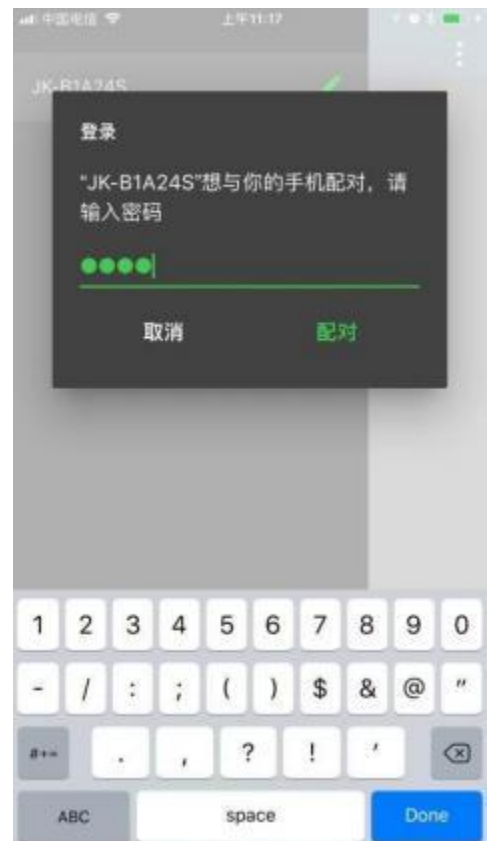 中国电信 上午11:17
JK-B1A24S
登录
“JK-B1A24S”想与你的手机配对，请
输入密码
取消 配对
1 2 3 4 5 6 7 8 9 0
- / : ; ( ) $ & @ "
#+= . , ? ! '
ABC space Done